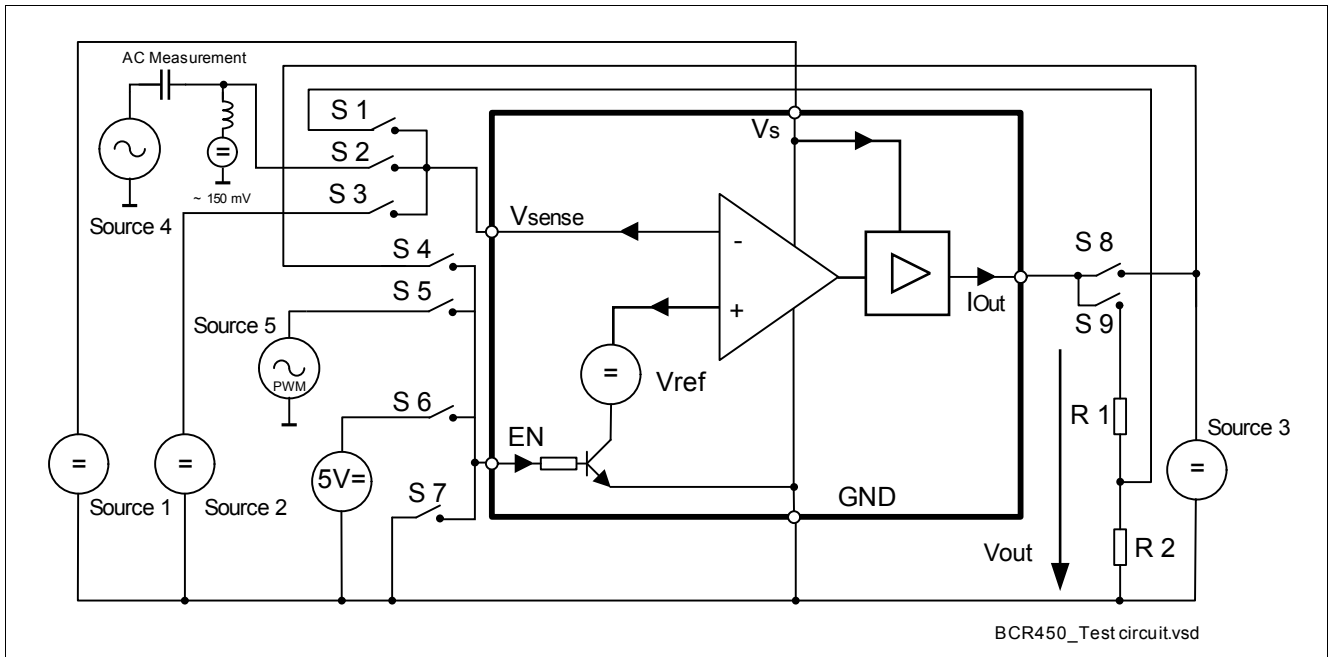 AC Measurement
S 1
Vs
S 2
~ 150 mV
S 3
Source 4
Vsense
-
S 4
S 8
S 5
IOut
S 9
Source 5
+
PWM
=
Vref
S 6
R 1
EN
Source 3
=
=
5V=
=
S 7
GND
Source 1
Source 2
R 2
Vout
=
BCR450_Test circuit.vsd